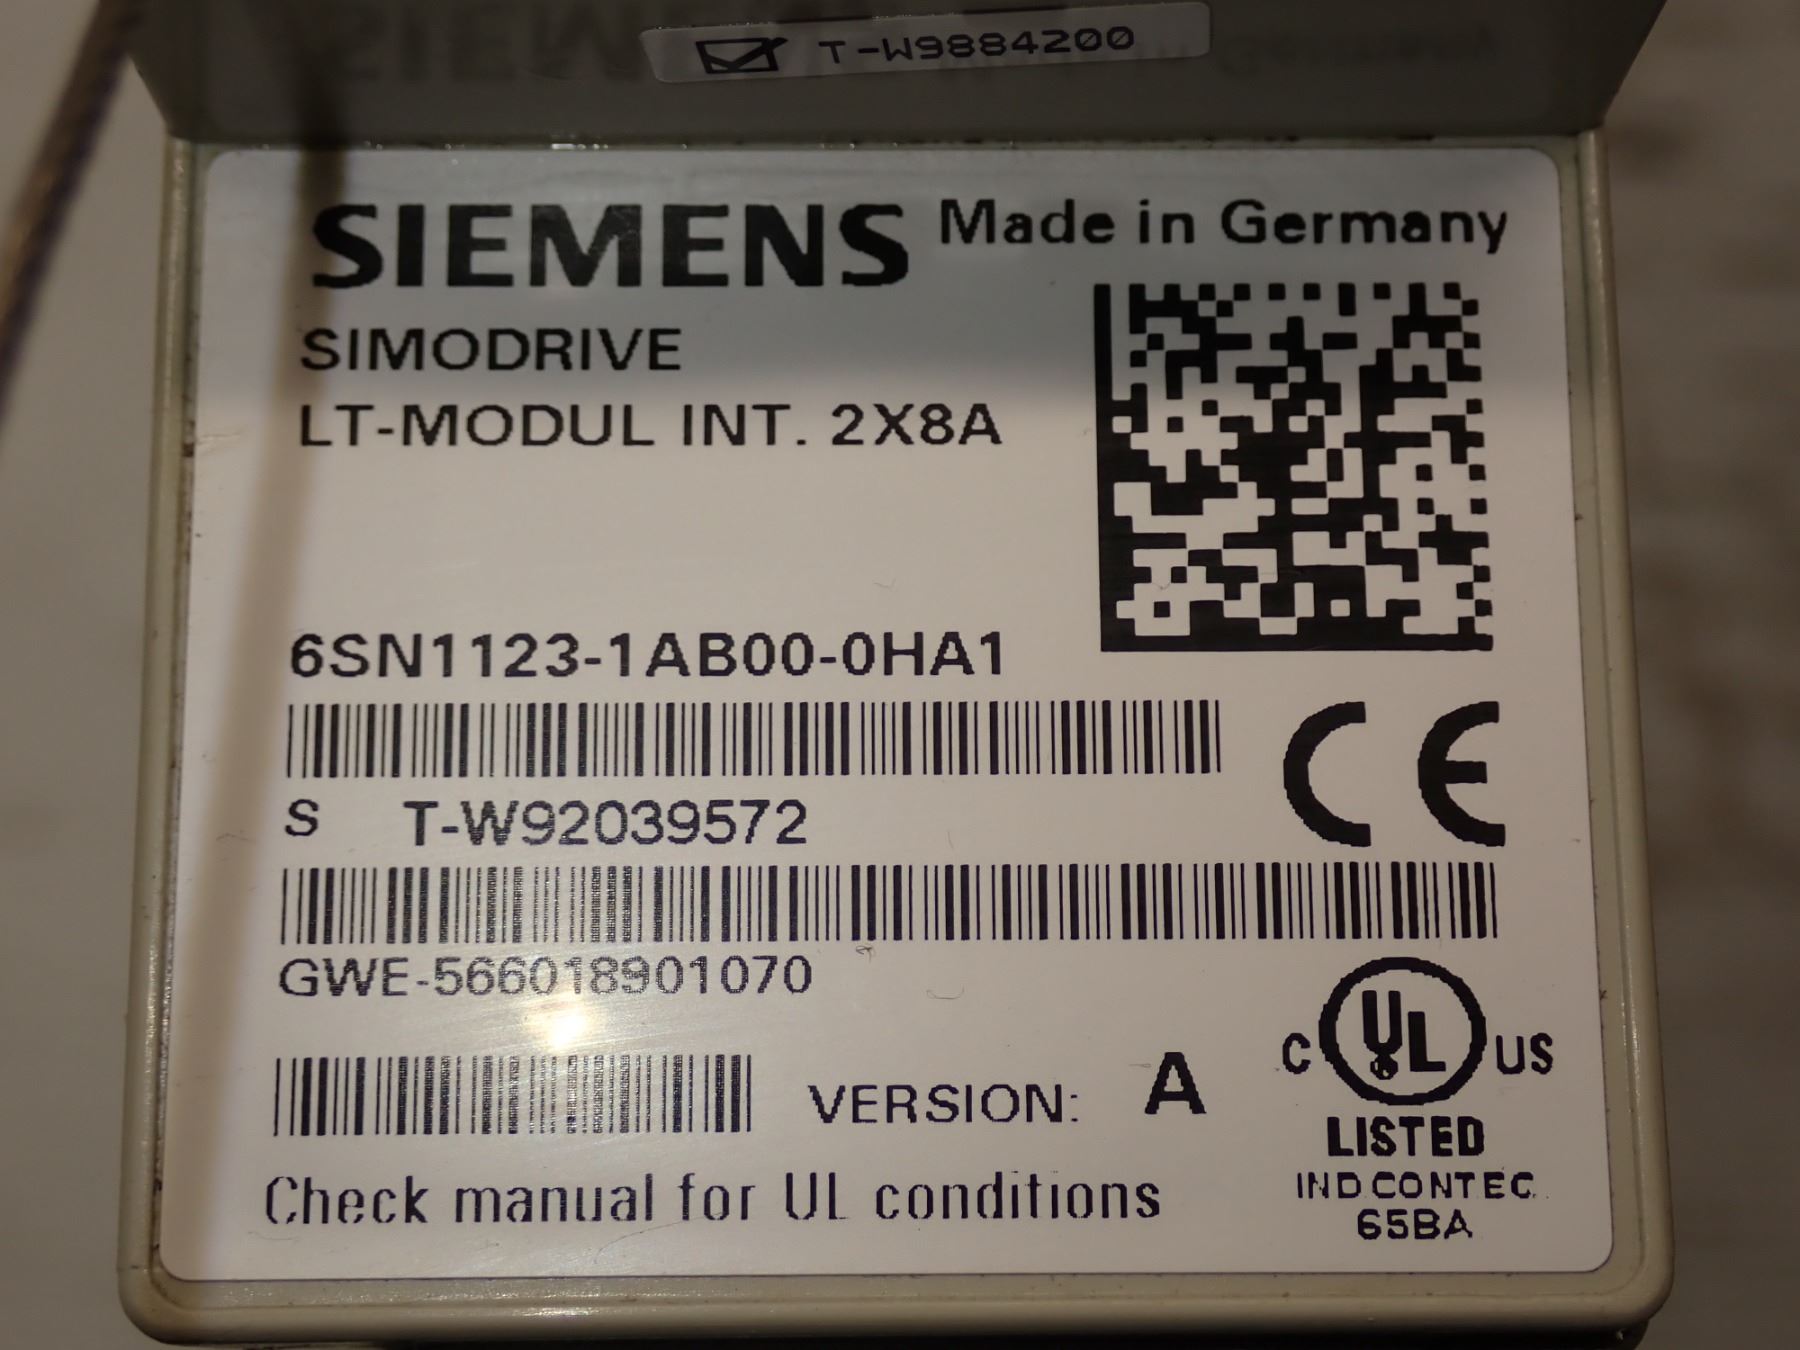 T-W9884200
SIEMENS Made in Germany
SIMODRIVE
LT-MODUL INT. 2X8A
6SN1123-1AB00-0HA1
S T-W92039572
GWE-566018901070
VERSION: A
C UL US
LISTED
IND.CONT.EQ.
65BA
Check manual for UL conditions